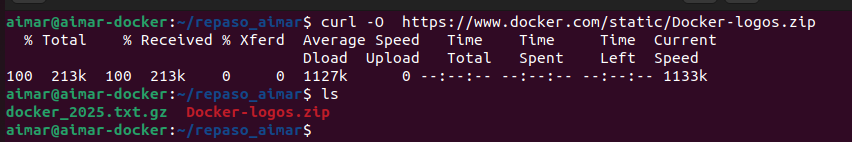 aimar@aimar-docker:~/repaso_aimar$ curl -O  https://www.docker.com/static/Docker-logos.zip
  % Total    % Received % Xferd  Average Speed   Time    Time     Time  Current
                                 Dload  Upload   Total   Spent    Left  Speed
100  213k  100  213k    0     0  1127k      0 --:--:-- --:--:-- --:--:-- 1133k
aimar@aimar-docker:~/repaso_aimar$ ls
docker_2025.txt.gz  Docker-logos.zip
aimar@aimar-docker:~/repaso_aimar$